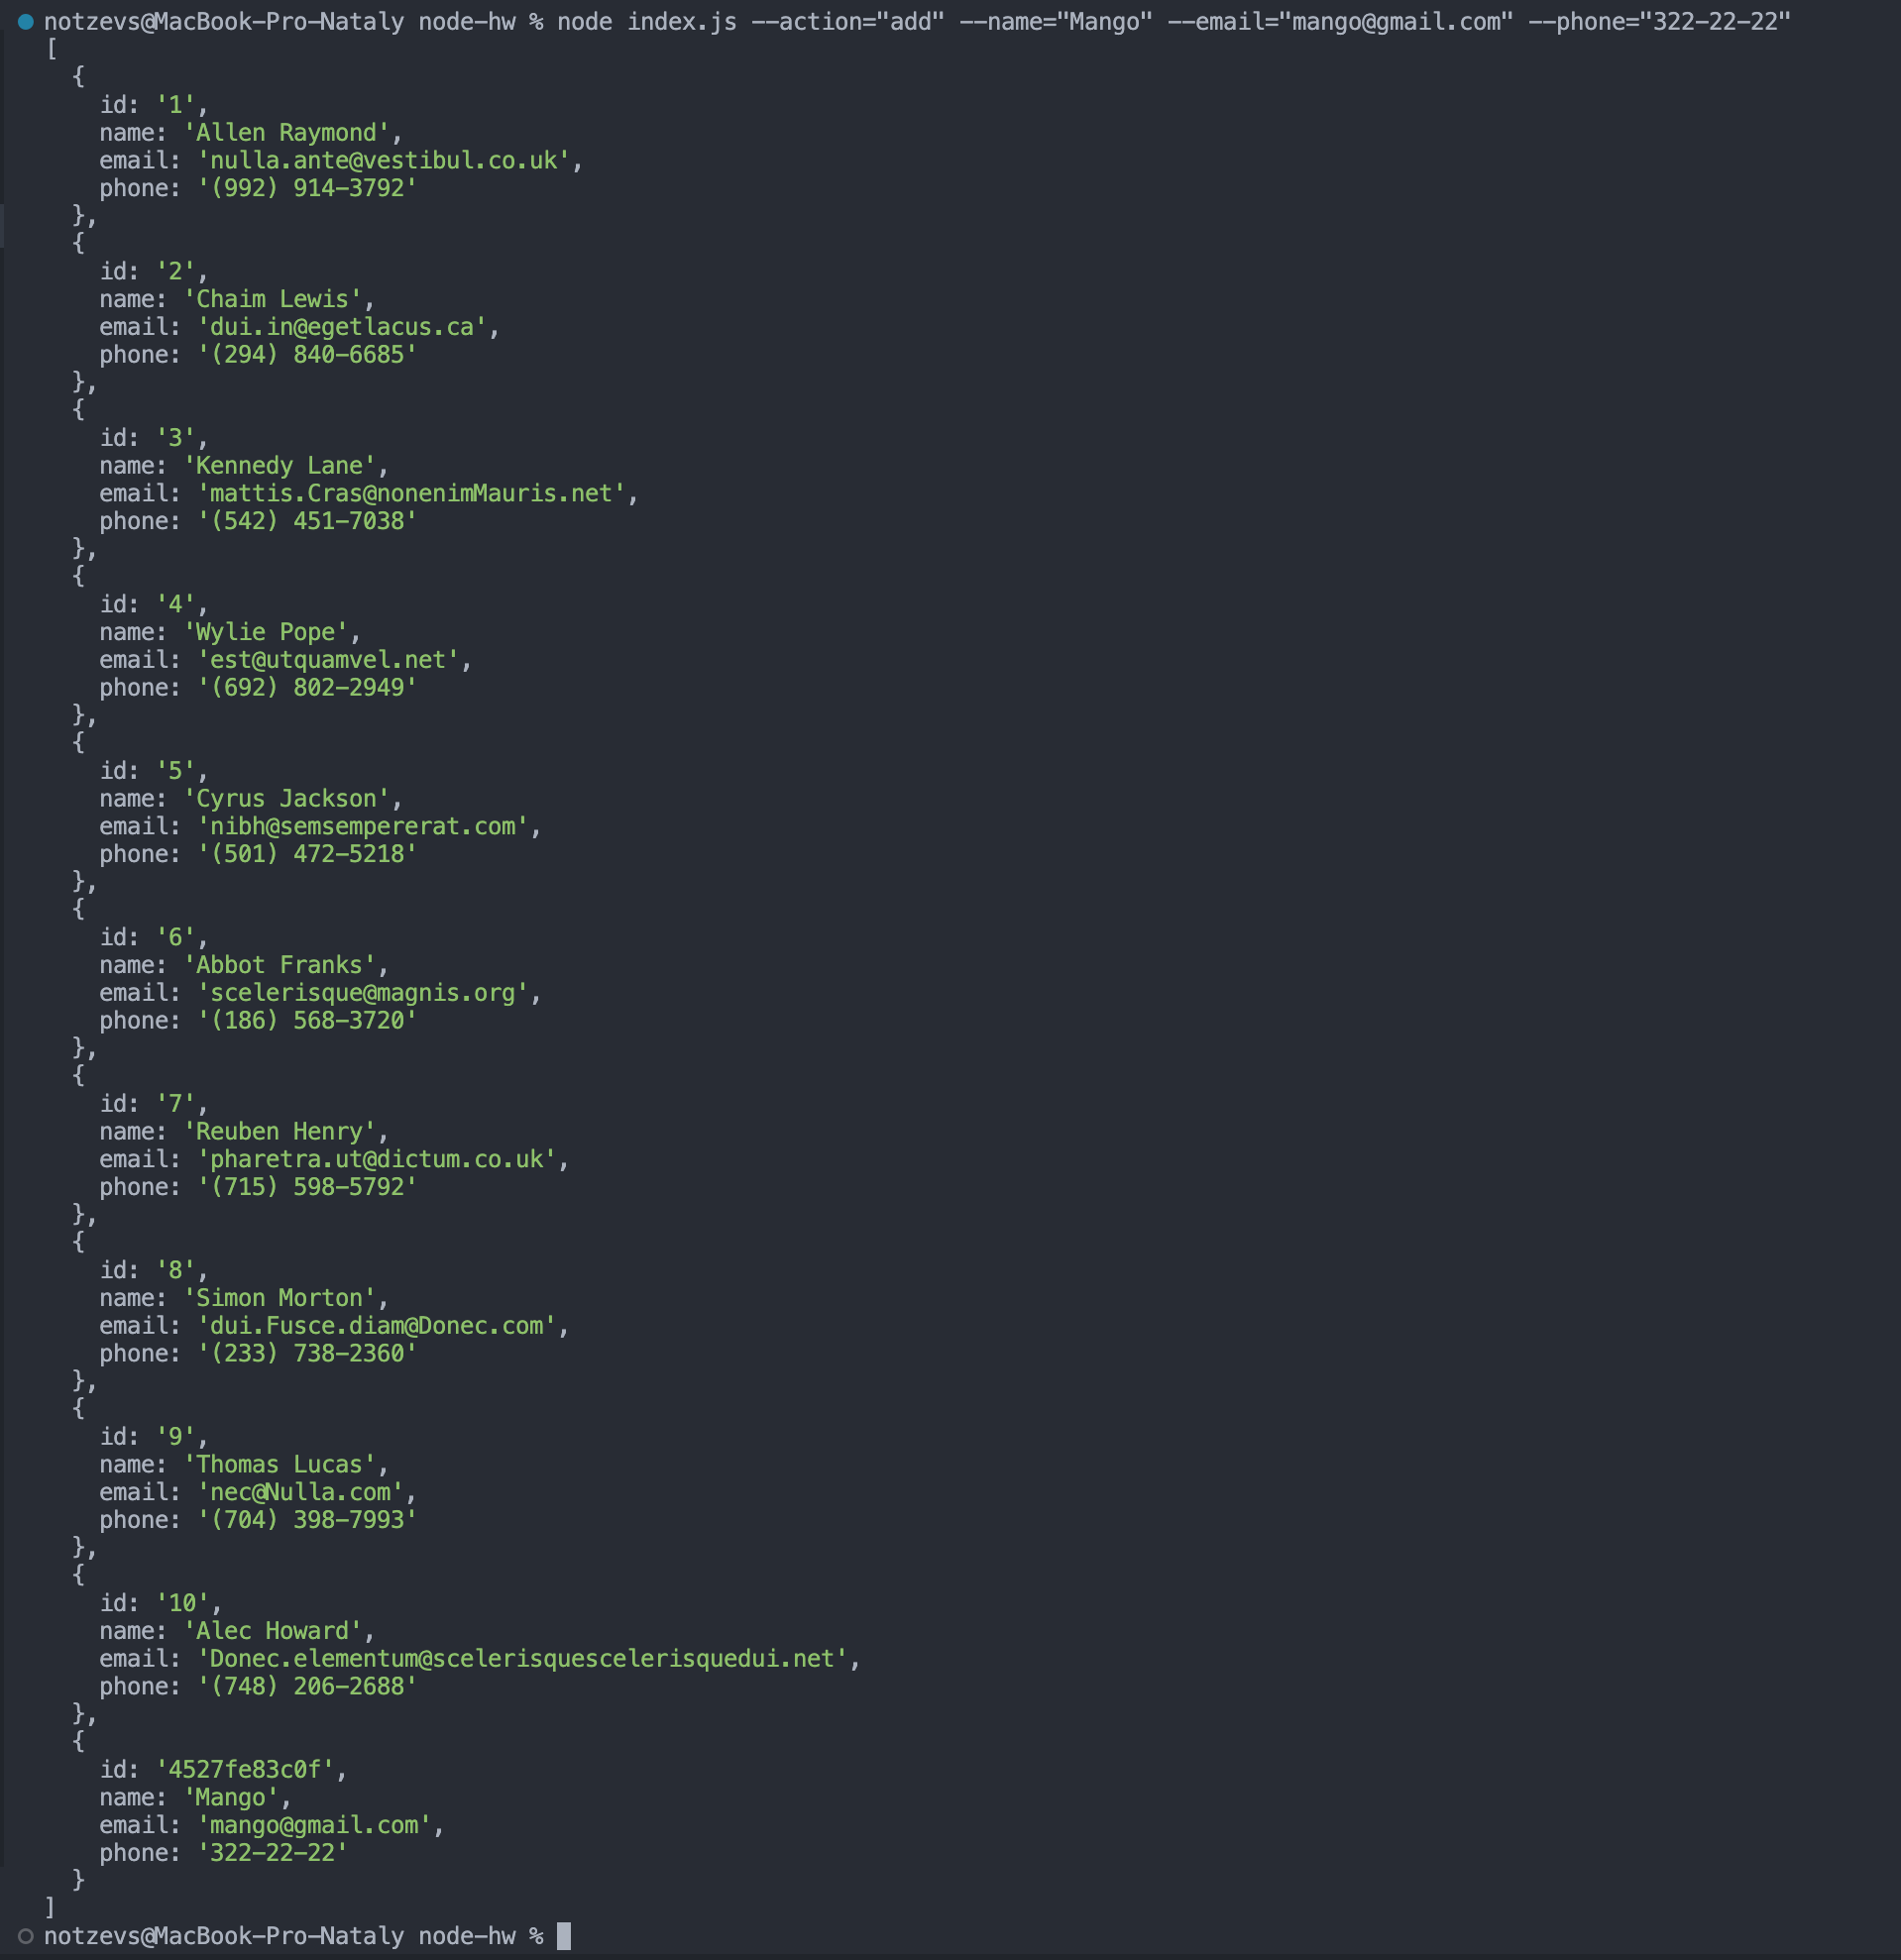 notzevs@MacBook-Pro-Nataly node-hw % node index.js --action="add" --name="Mango" --email="mango@gmail.com" --phone="322-22-22"
[
  {
    id: '1',
    name: 'Allen Raymond',
    email: 'nulla.ante@vestibul.co.uk',
    phone: '(992) 914-3792'
  },
  {
    id: '2',
    name: 'Chaim Lewis',
    email: 'dui.in@egetlacus.ca',
    phone: '(294) 840-6685'
  },
  {
    id: '3',
    name: 'Kennedy Lane',
    email: 'mattis.Cras@nonenimMauris.net',
    phone: '(542) 451-7038'
  },
  {
    id: '4',
    name: 'Wylie Pope',
    email: 'est@utquamvel.net',
    phone: '(692) 802-2949'
  },
  {
    id: '5',
    name: 'Cyrus Jackson',
    email: 'nibh@semsempererat.com',
    phone: '(501) 472-5218'
  },
  {
    id: '6',
    name: 'Abbot Franks',
    email: 'scelerisque@magnis.org',
    phone: '(186) 568-3720'
  },
  {
    id: '7',
    name: 'Reuben Henry',
    email: 'pharetra.ut@dictum.co.uk',
    phone: '(715) 598-5792'
  },
  {
    id: '8',
    name: 'Simon Morton',
    email: 'dui.Fusce.diam@Donec.com',
    phone: '(233) 738-2360'
  },
  {
    id: '9',
    name: 'Thomas Lucas',
    email: 'nec@Nulla.com',
    phone: '(704) 398-7993'
  },
  {
    id: '10',
    name: 'Alec Howard',
    email: 'Donec.elementum@scelerisquescelerisquedui.net',
    phone: '(748) 206-2688'
  },
  {
    id: '4527fe83c0f',
    name: 'Mango',
    email: 'mango@gmail.com',
    phone: '322-22-22'
  }
]
notzevs@MacBook-Pro-Nataly node-hw %